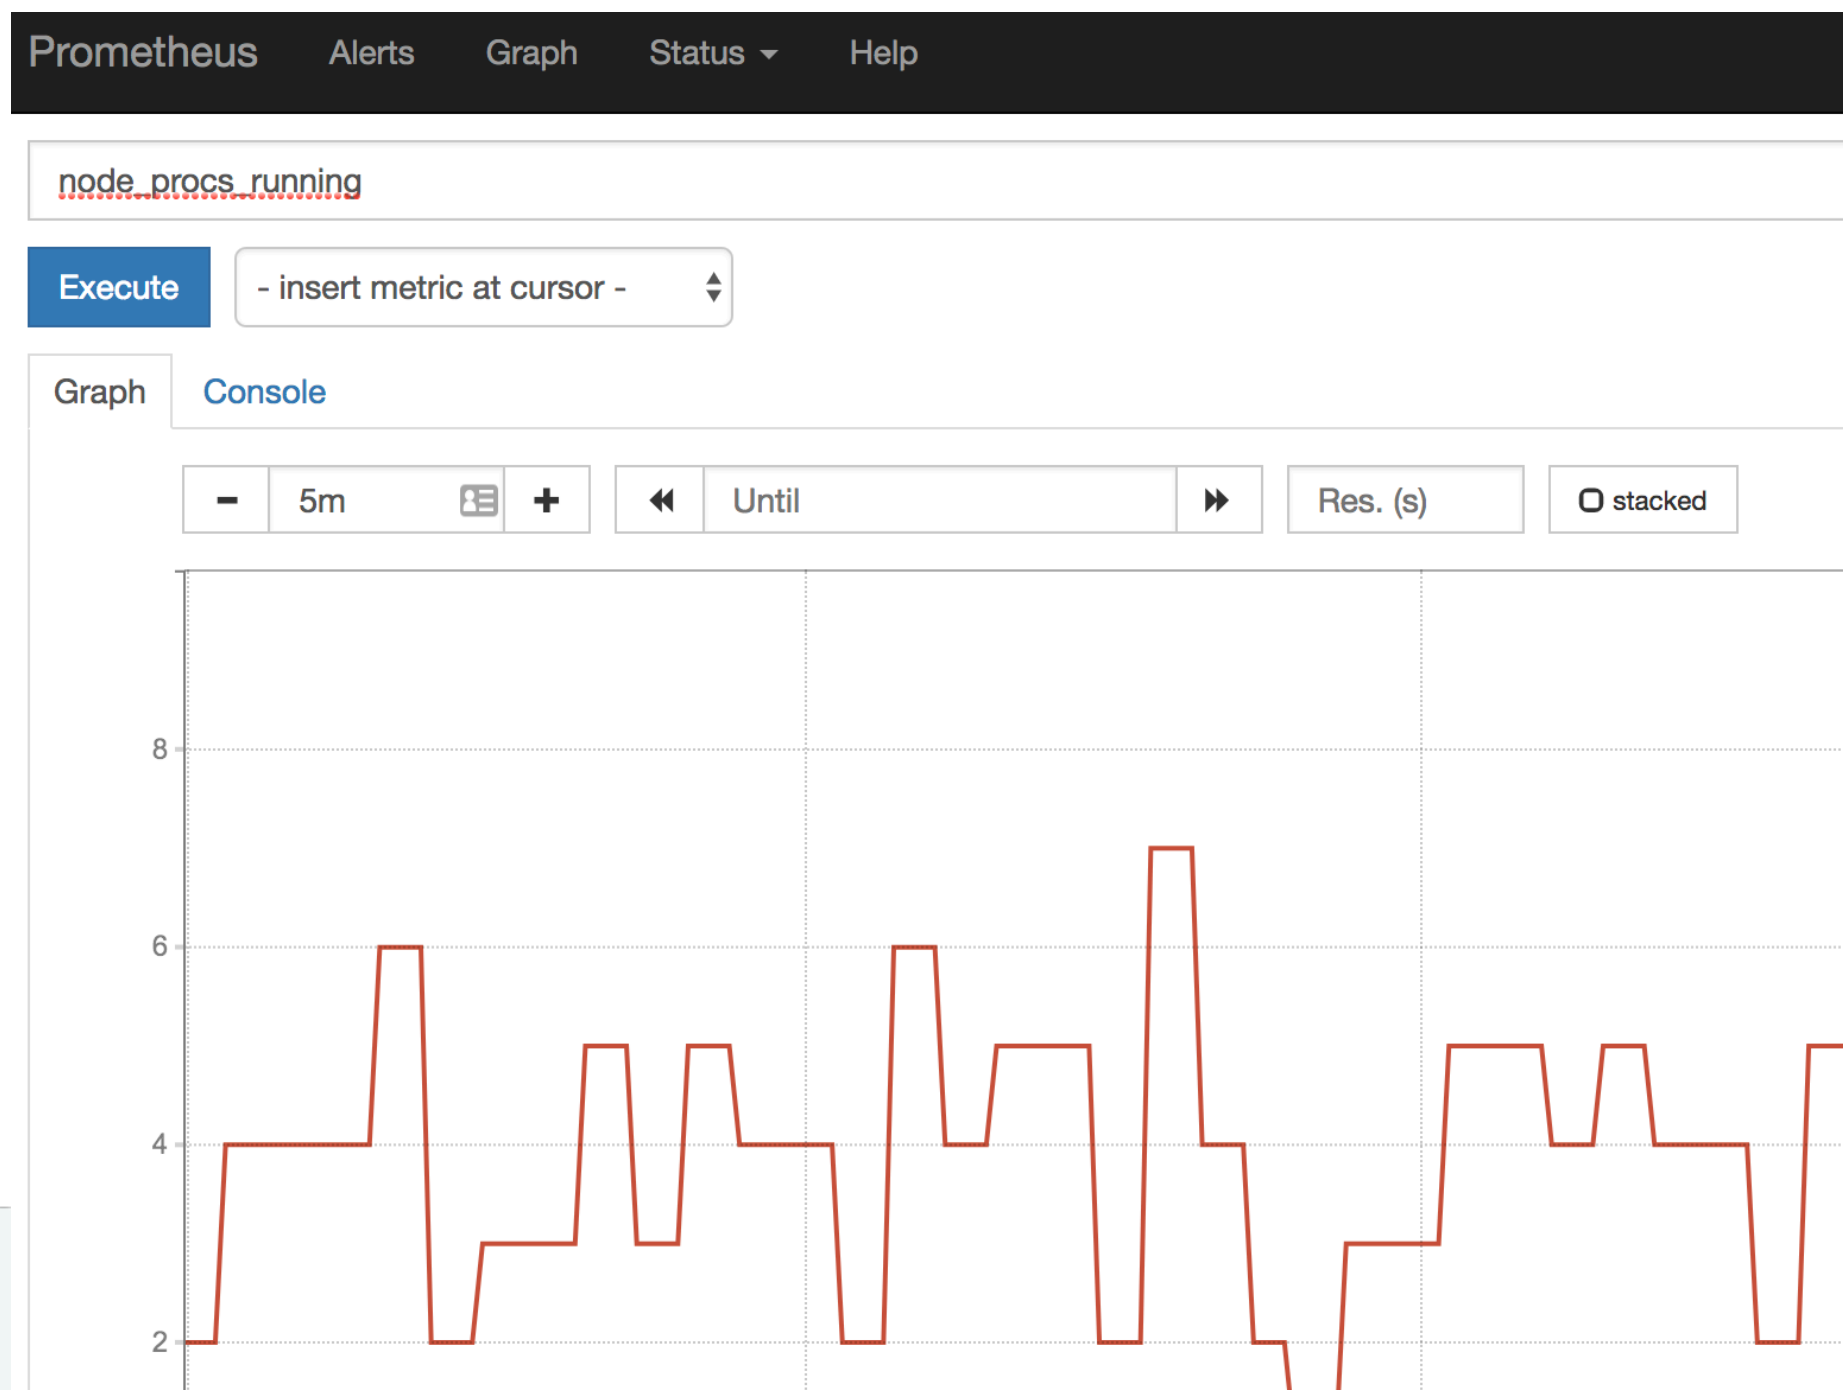 Prometheus Alerts Graph Status Help
node_procs_running
Execute - insert metric at cursor -
Graph Console
5m Until Res. (s) stacked
8
6
4
2